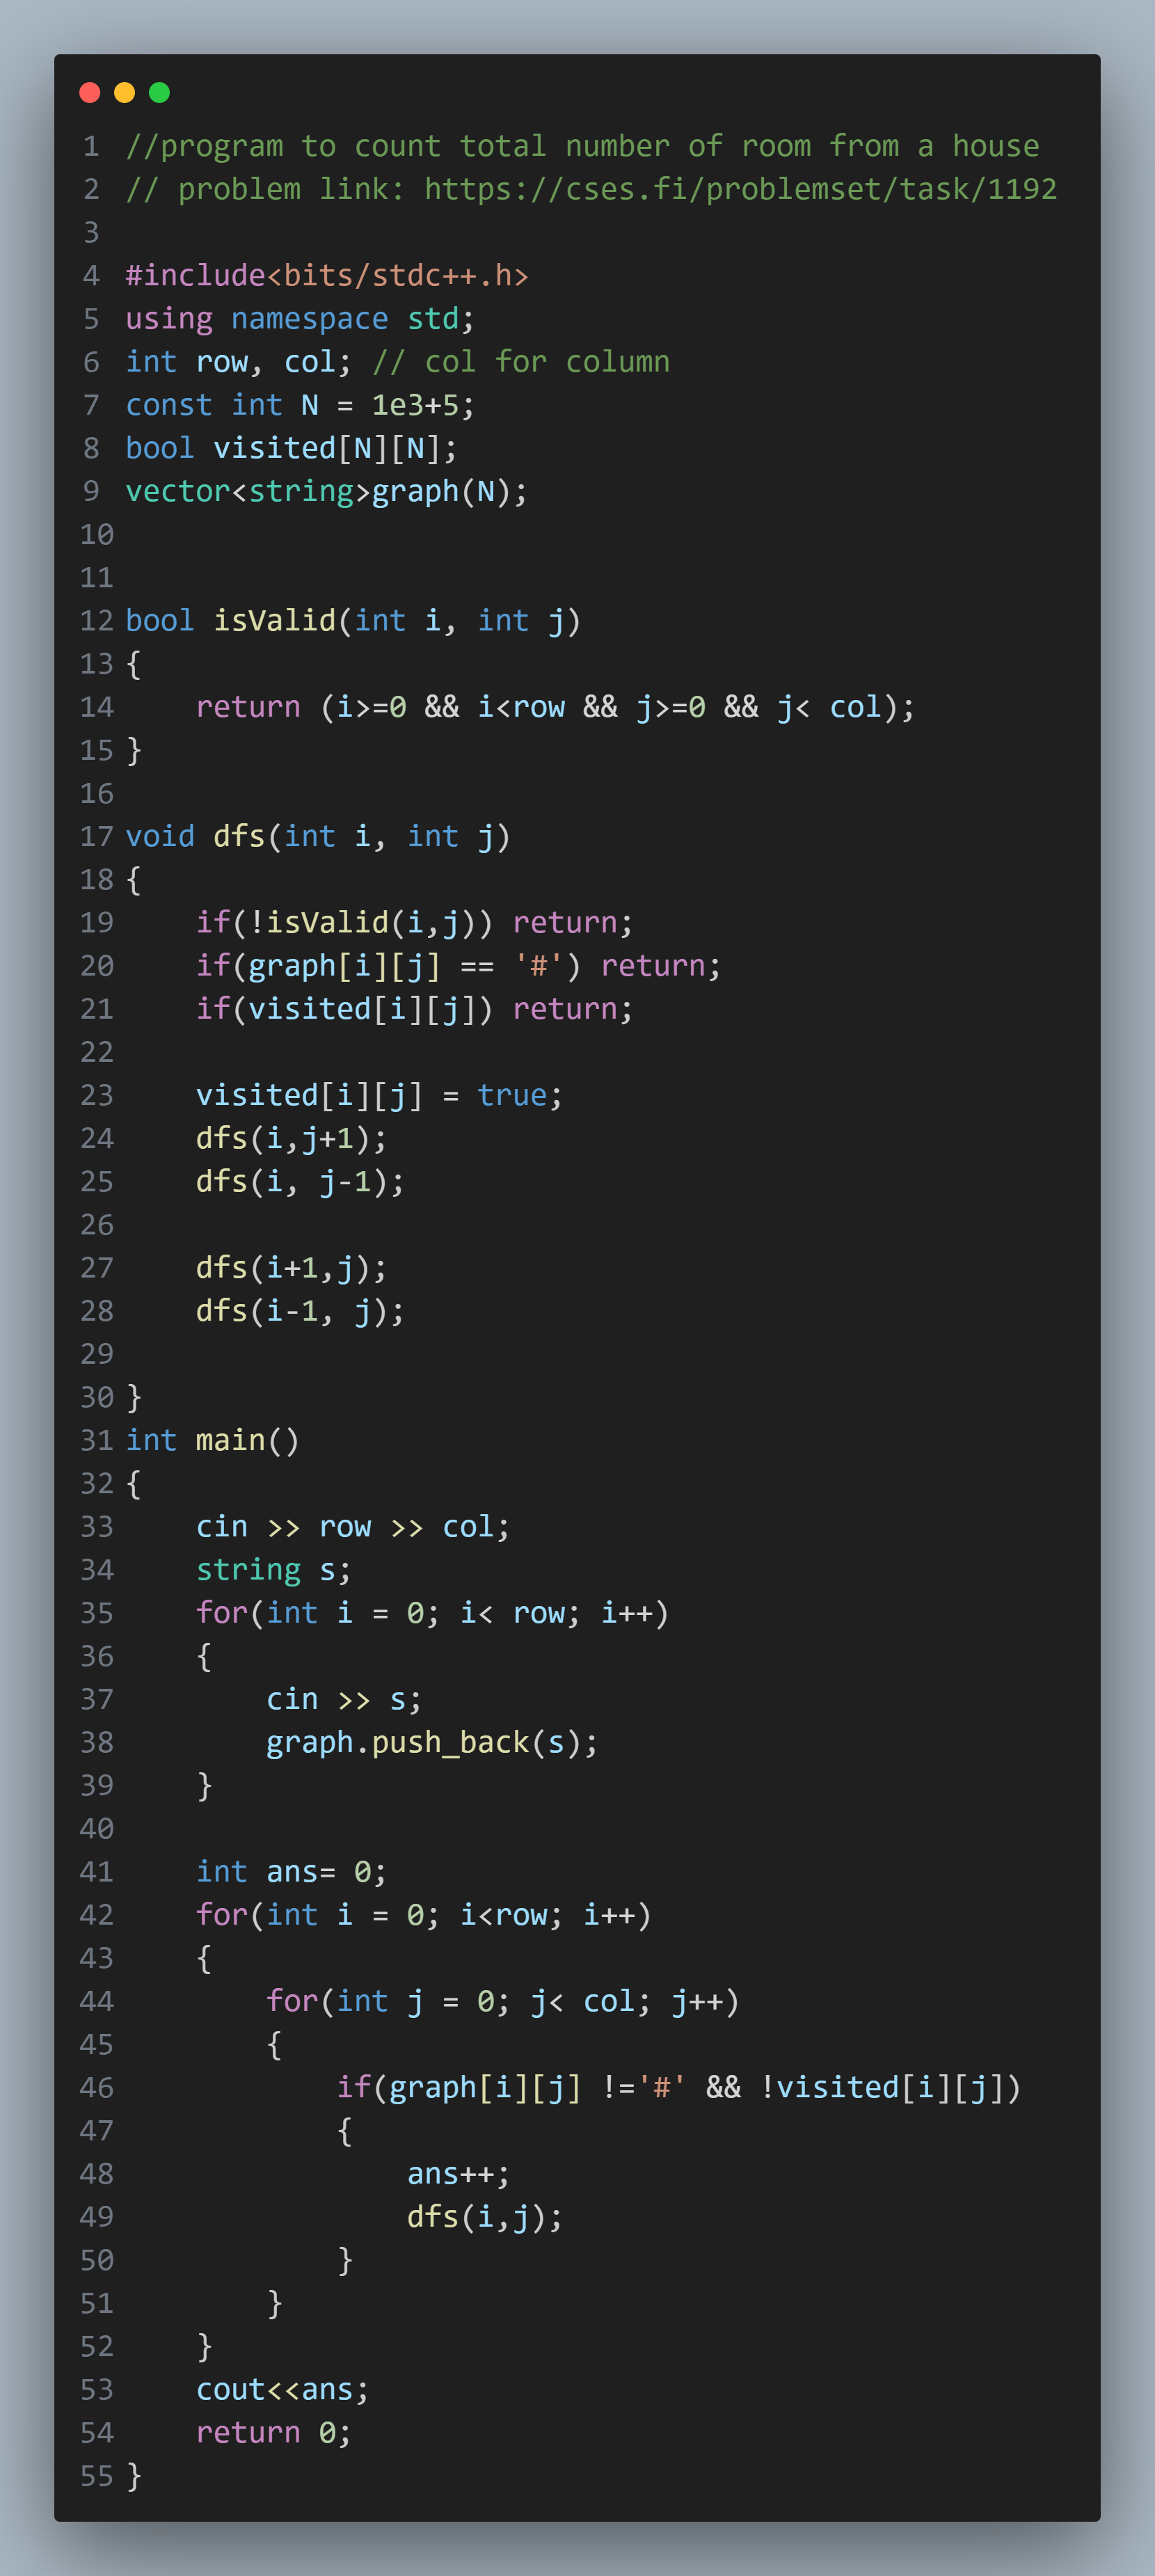 1 //program to count total number of room from a house
2 // problem link: https://cses.fi/problemset/task/1192
3
4 #include<bits/stdc++.h>
5 using namespace std;
6 int row, col; // col for column
7 const int N = 1e3+5;
8 bool visited[N][N];
9 vector<string>graph(N);
10
11
12 bool isValid(int i, int j)
13 {
14     return (i>=0 && i<row && j>=0 && j< col);
15 }
16
17 void dfs(int i, int j)
18 {
19     if(!isValid(i,j)) return;
20     if(graph[i][j] == '#') return;
21     if(visited[i][j]) return;
22
23     visited[i][j] = true;
24     dfs(i,j+1);
25     dfs(i, j-1);
26
27     dfs(i+1,j);
28     dfs(i-1, j);
29
30 }
31 int main()
32 {
33     cin >> row >> col;
34     string s;
35     for(int i = 0; i< row; i++)
36     {
37         cin >> s;
38         graph.push_back(s);
39     }
40
41     int ans= 0;
42     for(int i = 0; i<row; i++)
43     {
44         for(int j = 0; j< col; j++)
45         {
46             if(graph[i][j] !='#' && !visited[i][j])
47             {
48                 ans++;
49                 dfs(i,j);
50             }
51         }
52     }
53     cout<<ans;
54     return 0;
55 }